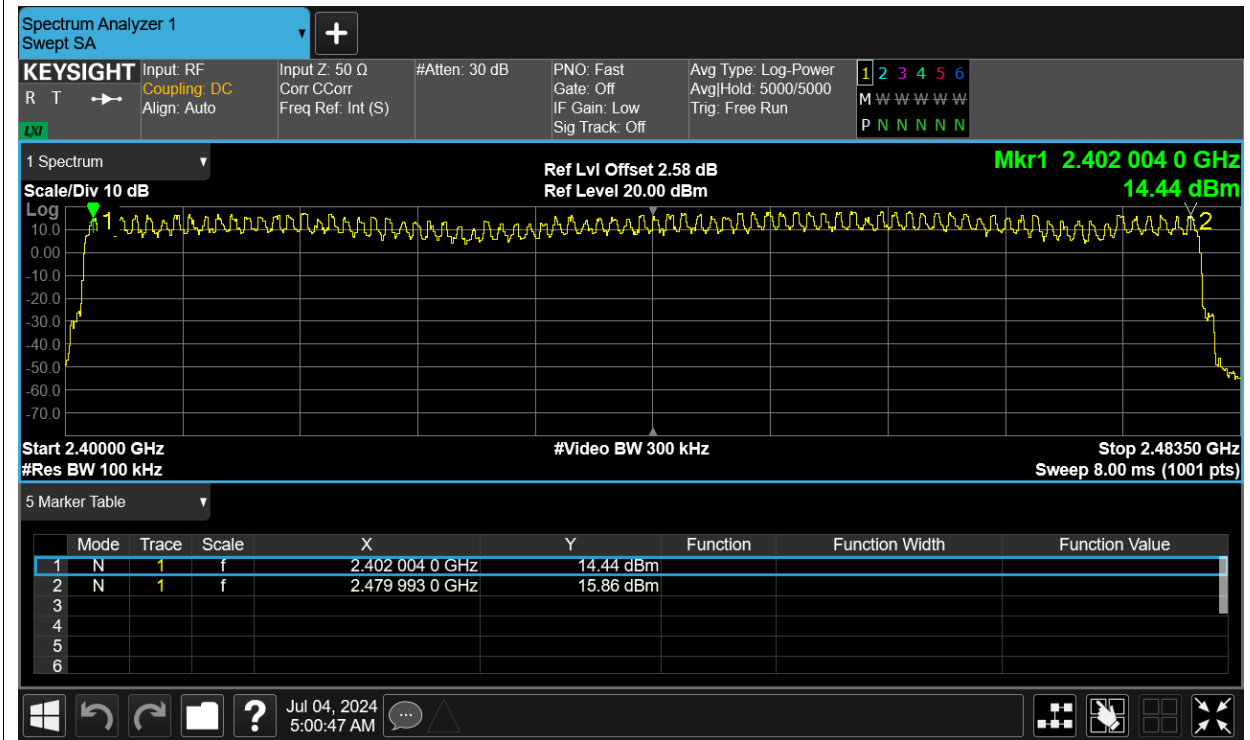 Spectrum Analyzer 1
Swept SA
+
KEYSIGHT Input: RF Input Z: 50 Ω #Atten: 30 dB PNO: Fast Avg Type: Log-Power 1 2 3 4 5 6
R T Coupling: DC Corr CCorr Gate: Off Avg|Hold: 5000/5000 M W W W W W
Align: Auto Freq Ref: Int (S) IF Gain: Low Trig: Free Run
LXI Sig Track: Off P N N N N N
1 Spectrum Ref Lvl Offset 2.58 dB Mkr1 2.402 004 0 GHz
Scale/Div 10 dB Ref Level 20.00 dBm 14.44 dBm
Log
1 2
10.0
0.00
-10.0
-20.0
-30.0
-40.0
-50.0
-60.0
-70.0
Start 2.40000 GHz #Video BW 300 kHz Stop 2.48350 GHz
#Res BW 100 kHz Sweep 8.00 ms (1001 pts)
5 Marker Table
Mode Trace Scale X Y Function Function Width Function Value
1 N 1 f 2.402 004 0 GHz 14.44 dBm
2 N 1 f 2.479 993 0 GHz 15.86 dBm
3
4
5
6
? Jul 04, 2024
5:00:47 AM